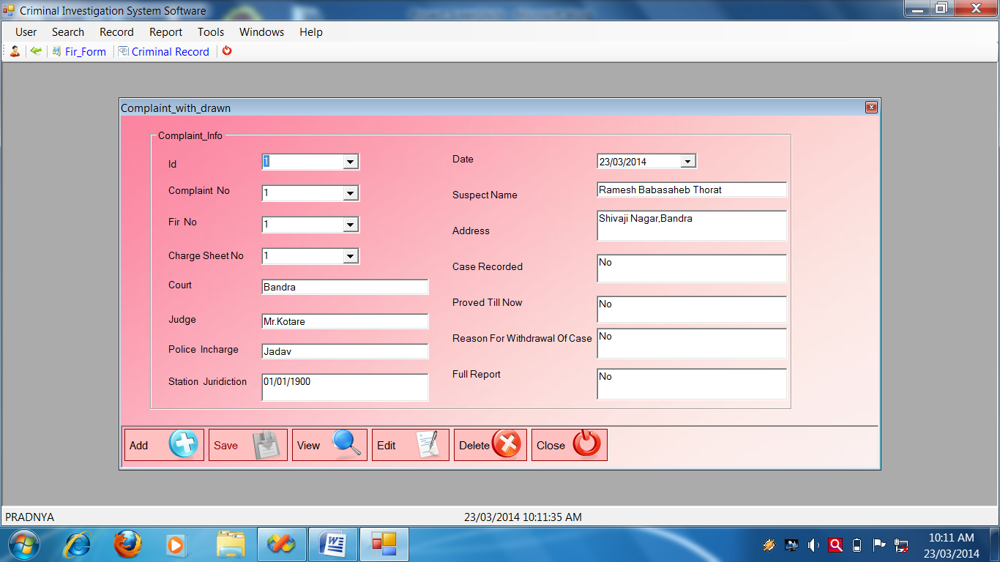 Criminal Investigation System Software
User Search Record Report Tools Windows Help
Fir_Form Criminal Record
Complaint_with_drawn
Complaint_Info
Id 1
Complaint No 1
Fir No 1
Charge Sheet No 1
Court Bandra
Judge Mr.Kotare
Police Incharge Jadav
Station Juridiction 01/01/1900
Date 23/03/2014
Suspect Name Ramesh Babasaheb Thorat
Address Shivaji Nagar,Bandra
Case Recorded No
Proved Till Now No
Reason For Withdrawal Of Case No
Full Report No
Add Save View Edit Delete Close
PRADNYA 23/03/2014 10:11:35 AM
10:11 AM
23/03/2014